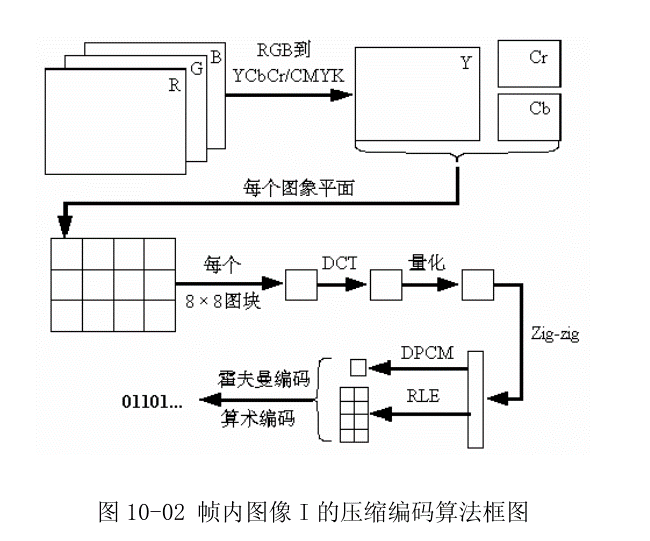 B
G
R
RGB到
YCbCr/CMYK
Y
Cr
Cb
每个图象平面
每个
8×8图块
DCT
量化
Zig-zig
DPCM
RLE
霍夫曼编码
算术编码
01101...
图 10-02 帧内图像 I 的压缩编码算法框图